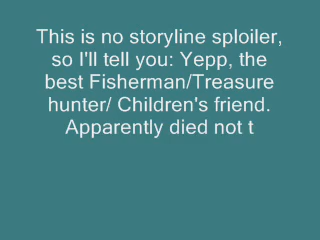 This is no storyline sploiler,
so I'll tell you: Yepp, the
best Fisherman/Treasure
hunter/ Children's friend.
Apparently died not t